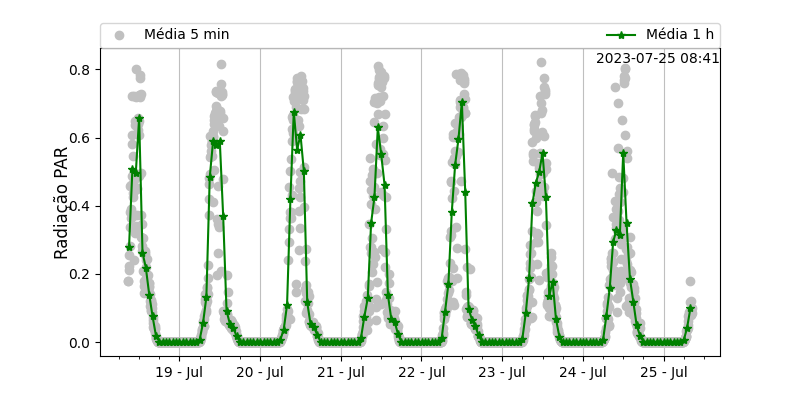 Média 5 min
Média 1 h
2023-07-25 08:41
Radiação PAR
0.8
0.6
0.4
0.2
0.0
19 - Jul
20 - Jul
21 - Jul
22 - Jul
23 - Jul
24 - Jul
25 - Jul